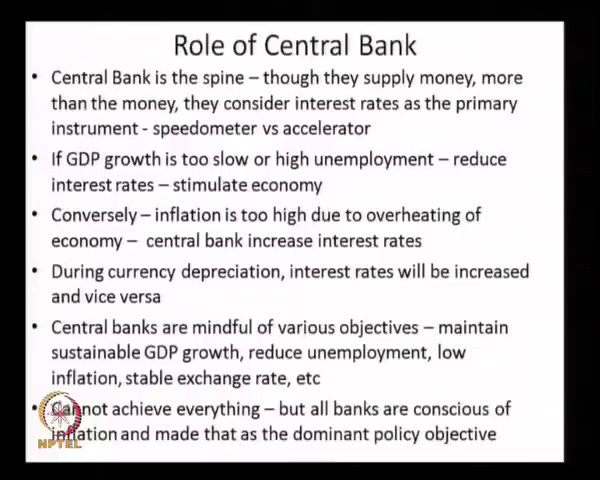 Role of Central Bank
• Central Bank is the spine – though they supply money, more
than the money, they consider interest rates as the primary
instrument - speedometer vs accelerator
• If GDP growth is too slow or high unemployment – reduce
interest rates – stimulate economy
• Conversely – inflation is too high due to overheating of
economy – central bank increase interest rates
• During currency depreciation, interest rates will be increased
and vice versa
• Central banks are mindful of various objectives – maintain
sustainable GDP growth, reduce unemployment, low
inflation, stable exchange rate, etc
• Cannot achieve everything – but all banks are conscious of
inflation and made that as the dominant policy objective
NPTEL